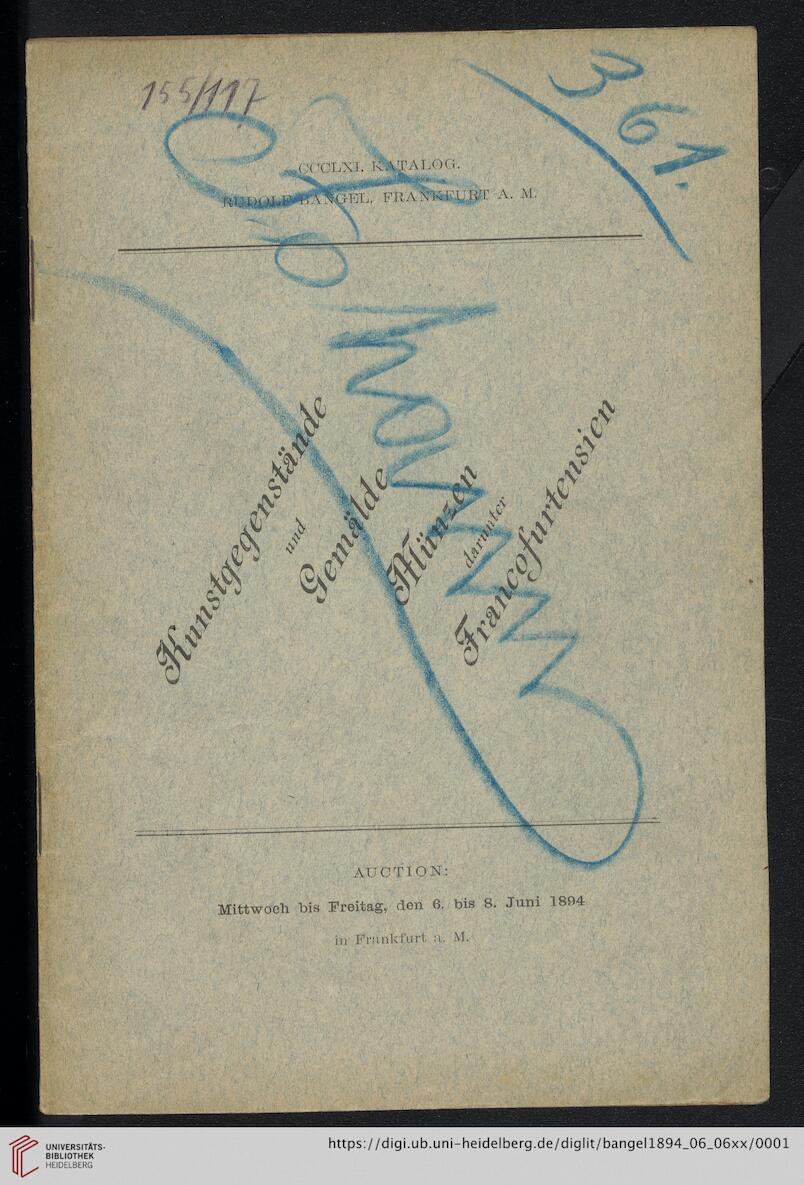 155/117
361.
CCCLXI. KATALOG.
RUDOLF BANGEL, FRANKFURT A. M.
Kunstgegenstände
und
Gemälde
Münzen
darunter
Francofurtensien
AUCTION:
Mittwoch bis Freitag, den 6. bis 8. Juni 1894
in Frankfurt a. M.
UNIVERSITÄTS-
BIBLIOTHEK
HEIDELBERG
https://digi.ub.uni-heidelberg.de/diglit/bangel1894_06_06xx/0001